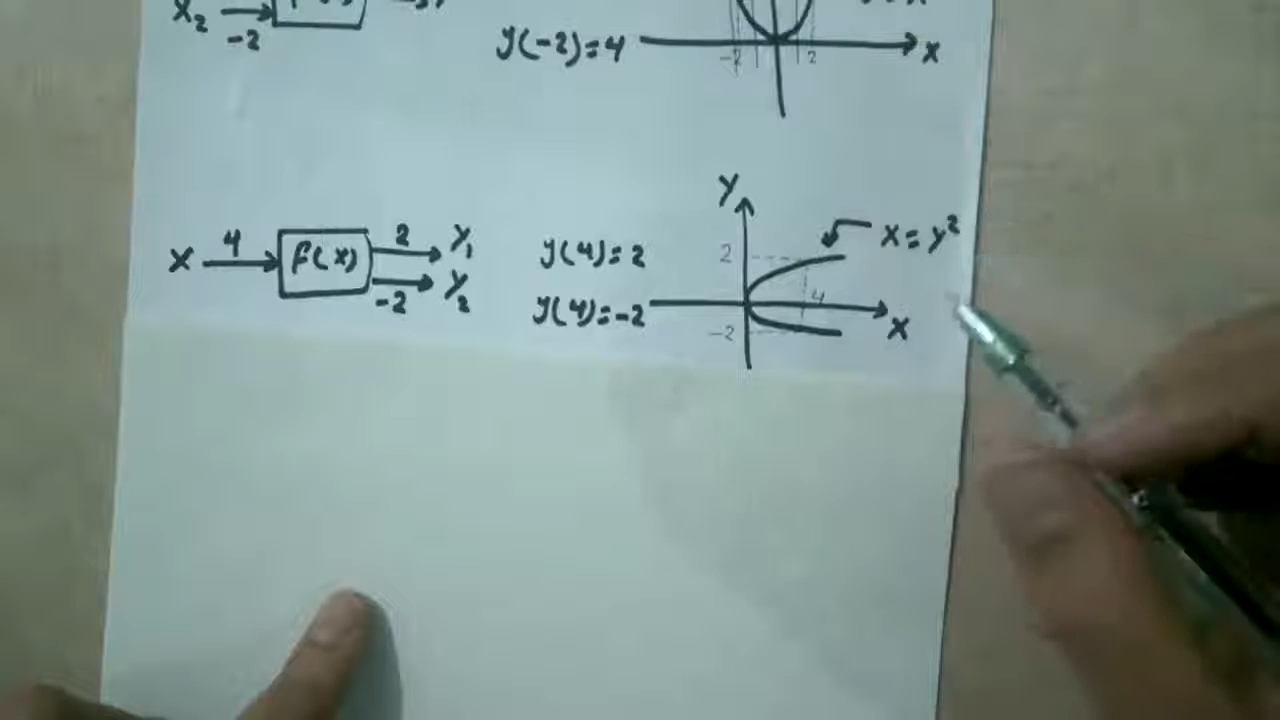 X₂ -2
y(-2)=4
-2 2 X
X 4 F(X) 2 y₁
-2 y₂
y(4)=2
y(4)=-2
Y
X=y²
2
4
-2
X